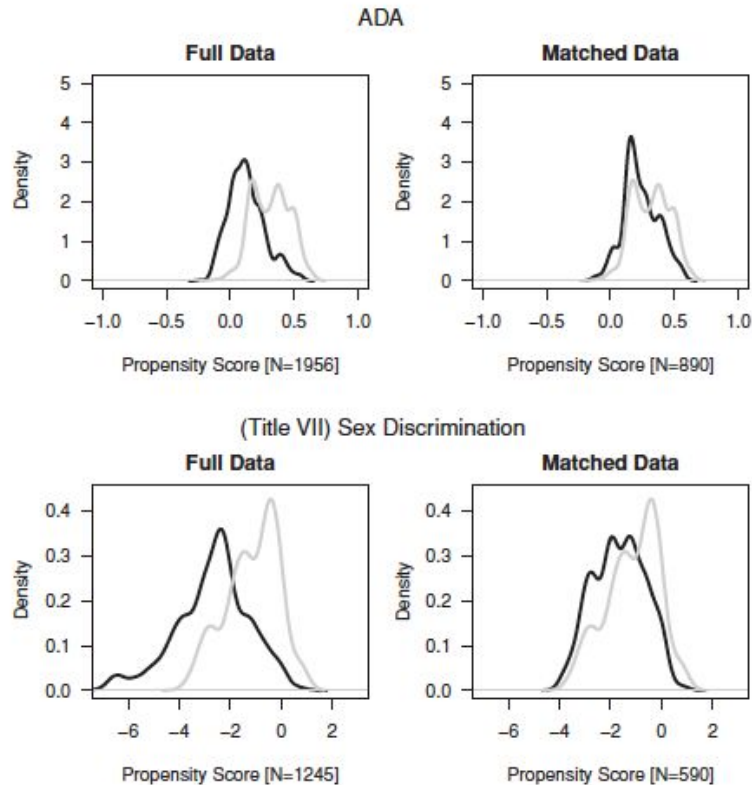 ADA
Full Data
Matched Data
5
4
3
2
1
0
Density
−1.0 −0.5 0.0 0.5 1.0
Propensity Score [N=1956]
5
4
3
2
1
0
Density
−1.0 −0.5 0.0 0.5 1.0
Propensity Score [N=890]
(Title VII) Sex Discrimination
Full Data
Matched Data
0.4
0.3
0.2
0.1
0.0
Density
−6 −4 −2 0 2
Propensity Score [N=1245]
0.4
0.3
0.2
0.1
0.0
Density
−6 −4 −2 0 2
Propensity Score [N=590]